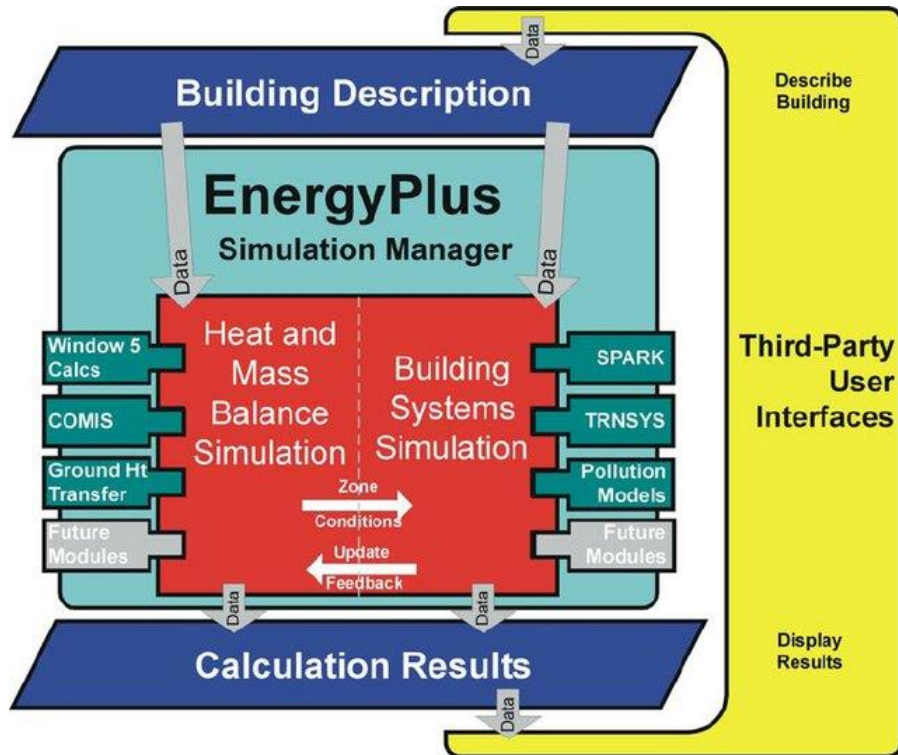 Data
Building Description
Describe
Building
EnergyPlus
Simulation Manager
Data
Data
Window 5
Calcs
COMIS
Ground Ht
Transfer
Future
Modules
Heat and
Mass
Balance
Simulation
Building
Systems
Simulation
Zone
Conditions
Update
Feedback
SPARK
TRNSYS
Pollution
Models
Future
Modules
Third-Party
User
Interfaces
Data
Data
Calculation Results
Display
Results
Data